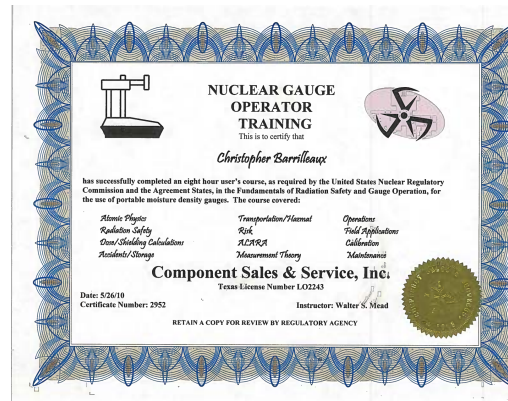 NUCLEAR GAUGE
OPERATOR
TRAINING
This is to certify that
Christopher Barrilleaux
has successfully completed an eight hour user's course, as required by the United States Nuclear Regulatory
Commission and the Agreement States, in the Fundamentals of Radiation Safety and Gauge Operation, for
the use of portable moisture density gauges. The course covered:
Atomic Physics Transportation/Hazmat Operations
Radiation Safety Risk Field Applications
Dose/Shielding Calculations ALARA Calibration
Accidents/Storage Measurement Theory Maintenance
Component Sales & Service, Inc.
Texas License Number LO2243
Date: 5/26/10
Certificate Number: 2952 Instructor: Walter S. Mead
RETAIN A COPY FOR REVIEW BY REGULATORY AGENCY